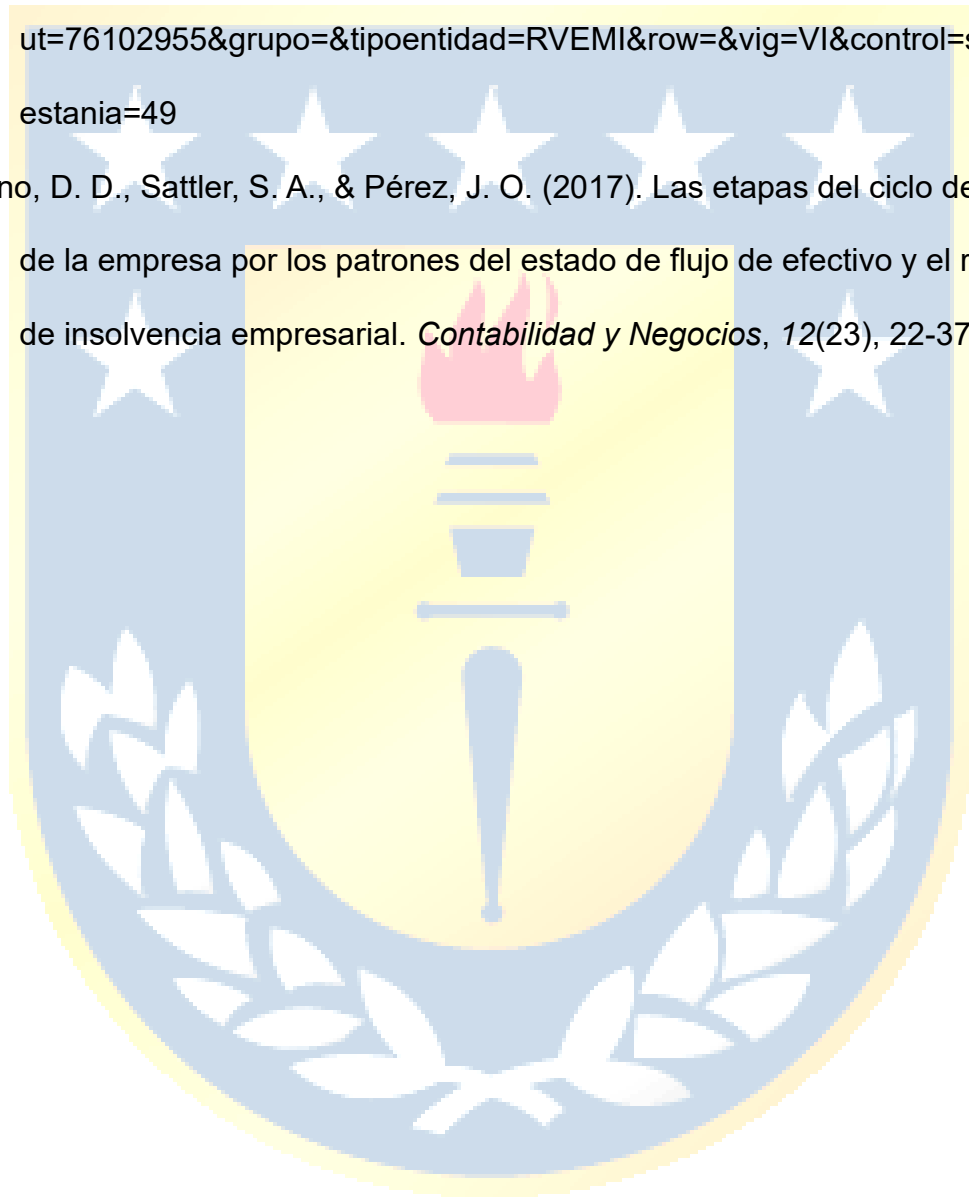 ut=76102955&grupo=&tipoentidad=RVEMI&row=&vig=VI&control=s
estania=49
no, D. D., Sattler, S. A., & Pérez, J. O. (2017). Las etapas del ciclo de
de la empresa por los patrones del estado de flujo de efectivo y el r
de insolvencia empresarial. Contabilidad y Negocios, 12(23), 22-37